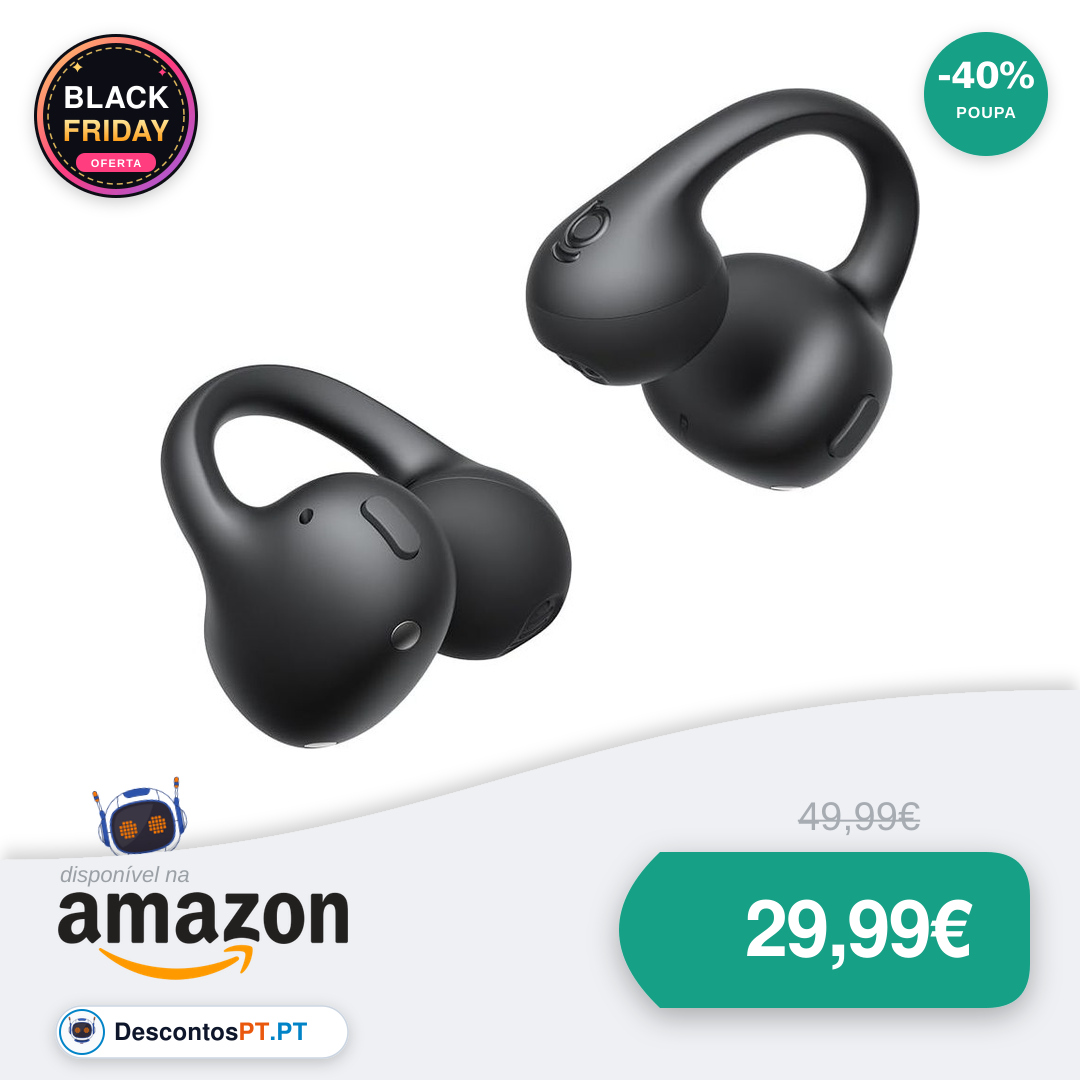 BLACK
FRIDAY
OFERTA
-40%
POUPA
49,99€
29,99€
disponível na
amazon
DescontosPT.PT